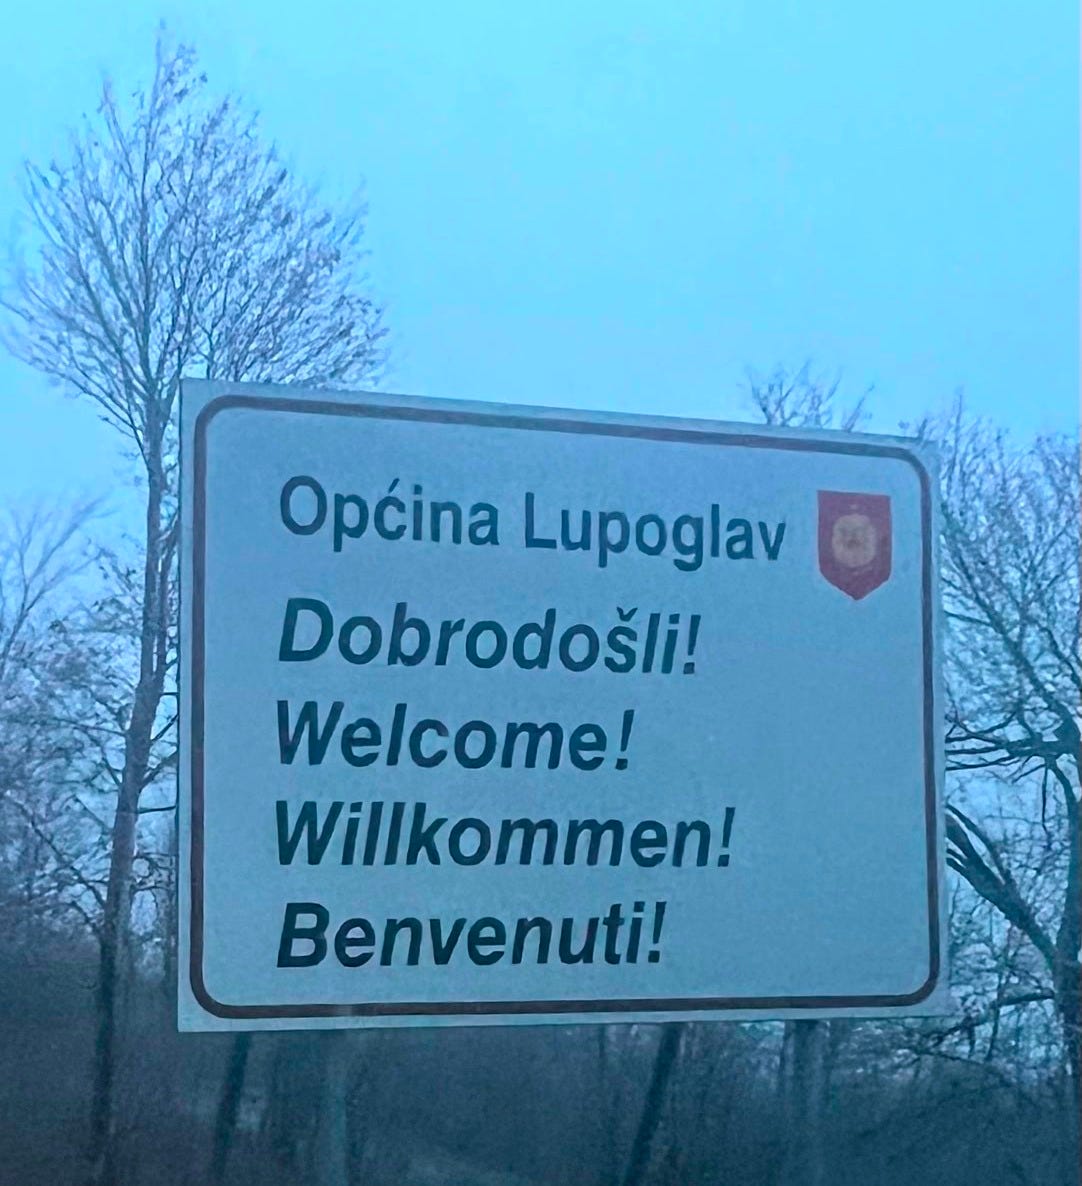 Općina Lupoglav
Dobrodošli!
Welcome!
Willkommen!
Benvenuti!